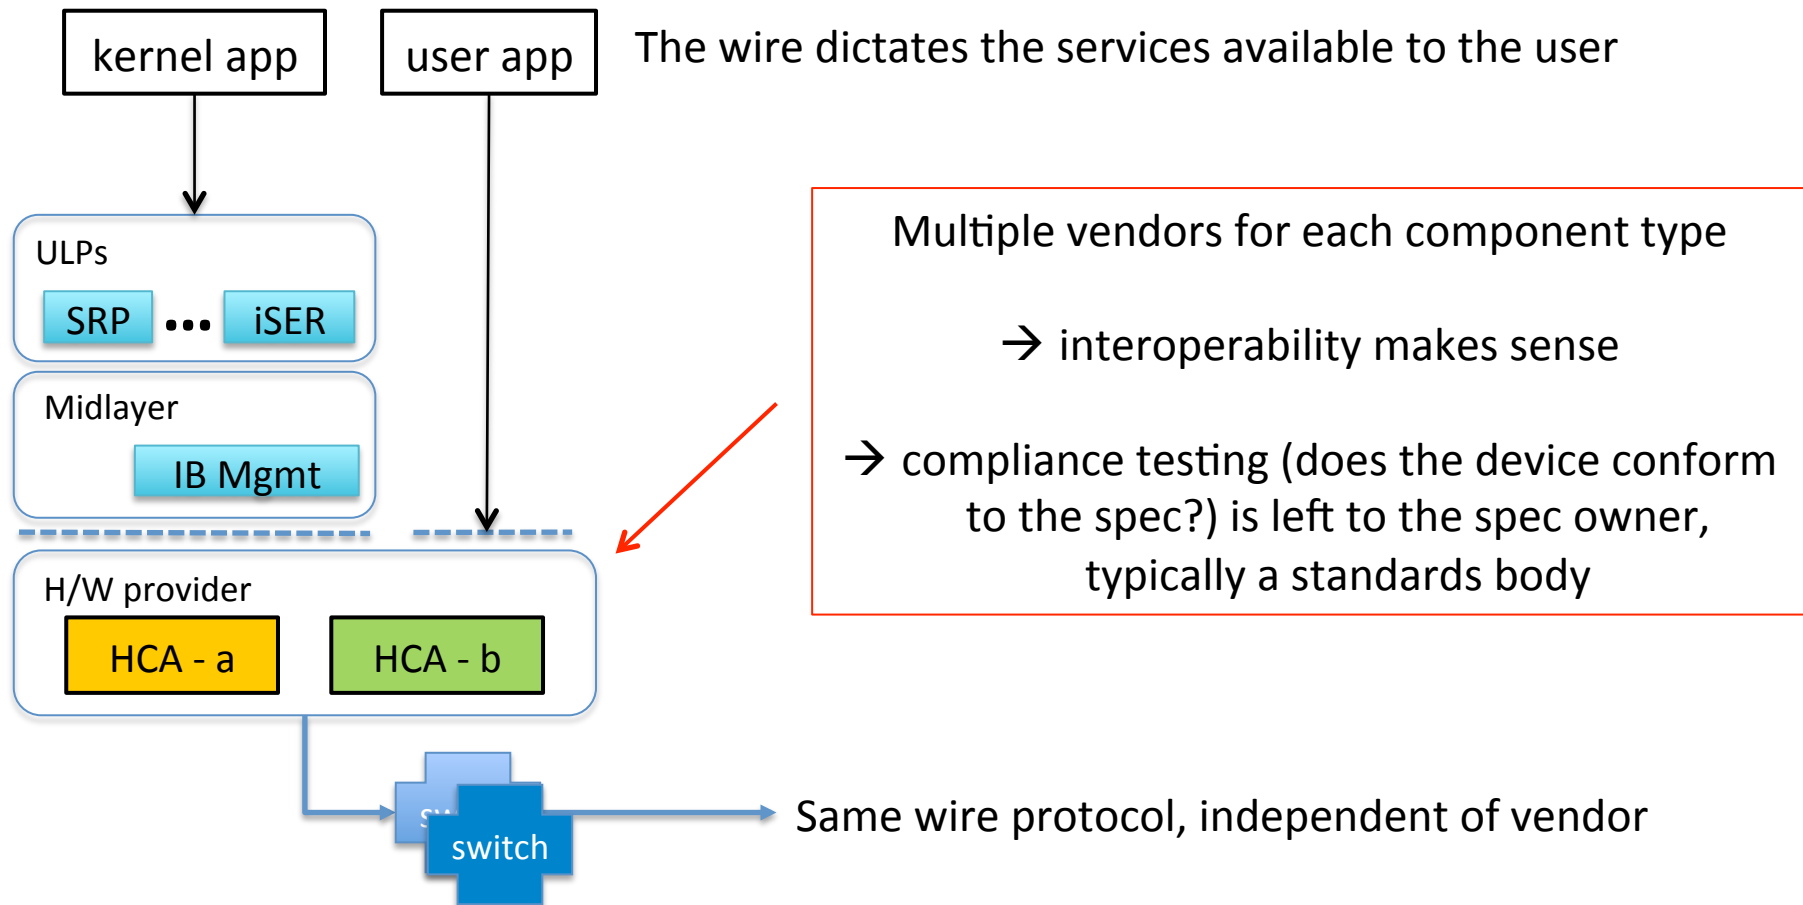 kernel app
user app
The wire dictates the services available to the user
ULPs
SRP ... iSER
Midlayer
IB Mgmt
Multiple vendors for each component type
→ interoperability makes sense
→ compliance testing (does the device conform
to the spec?) is left to the spec owner,
typically a standards body
H/W provider
HCA - a
HCA - b
switch
Same wire protocol, independent of vendor